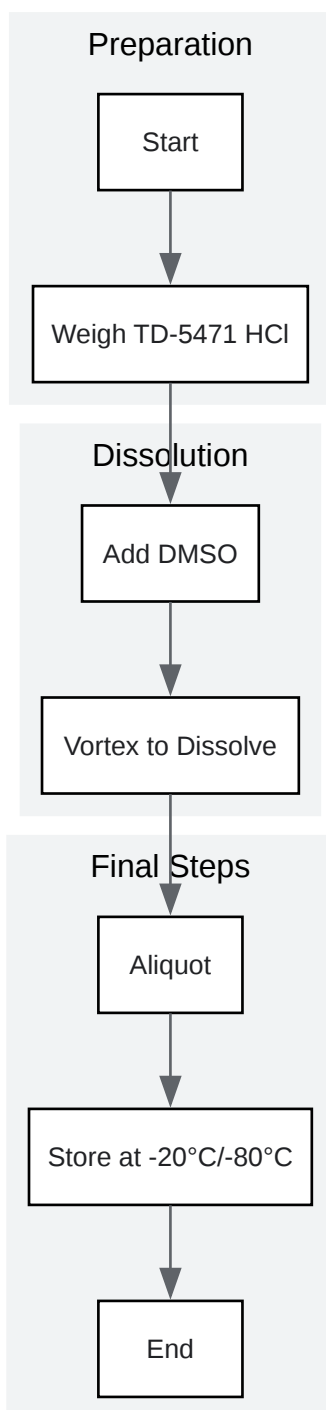 Preparation
Start
Weigh TD-5471 HCl
Dissolution
Add DMSO
Vortex to Dissolve
Final Steps
Aliquot
Store at -20°C/-80°C
End